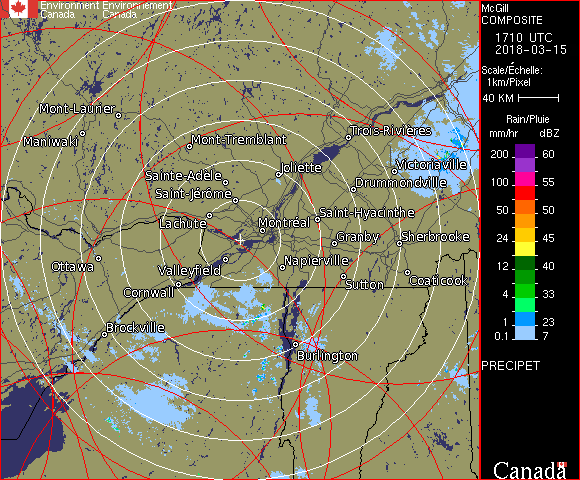 Environment Environnement
Canada Canada
McGill
COMPOSITE
1710 UTC
2018-03-15
Scale/Échelle:
1km/Pixel
40 KM
Rain/Pluie
mm/hr dBZ
200 60
100 55
50 50
24 45
12 40
4 33
1 23
0.1 7
PRECIPET
Canada
Mont-Laurier
Trois-Rivières
Maniwaki
Mont-Tremblant
Victoriaville
Joliette
Sainte-Adèle
Drummondville
Saint-Jérôme
Saint-Hyacinthe
Lachute
Montréal
Granby
Sherbrooke
Ottawa
Valleyfield
Napierville
Cornwall
Sutton
Coaticook
Brockville
Burlington